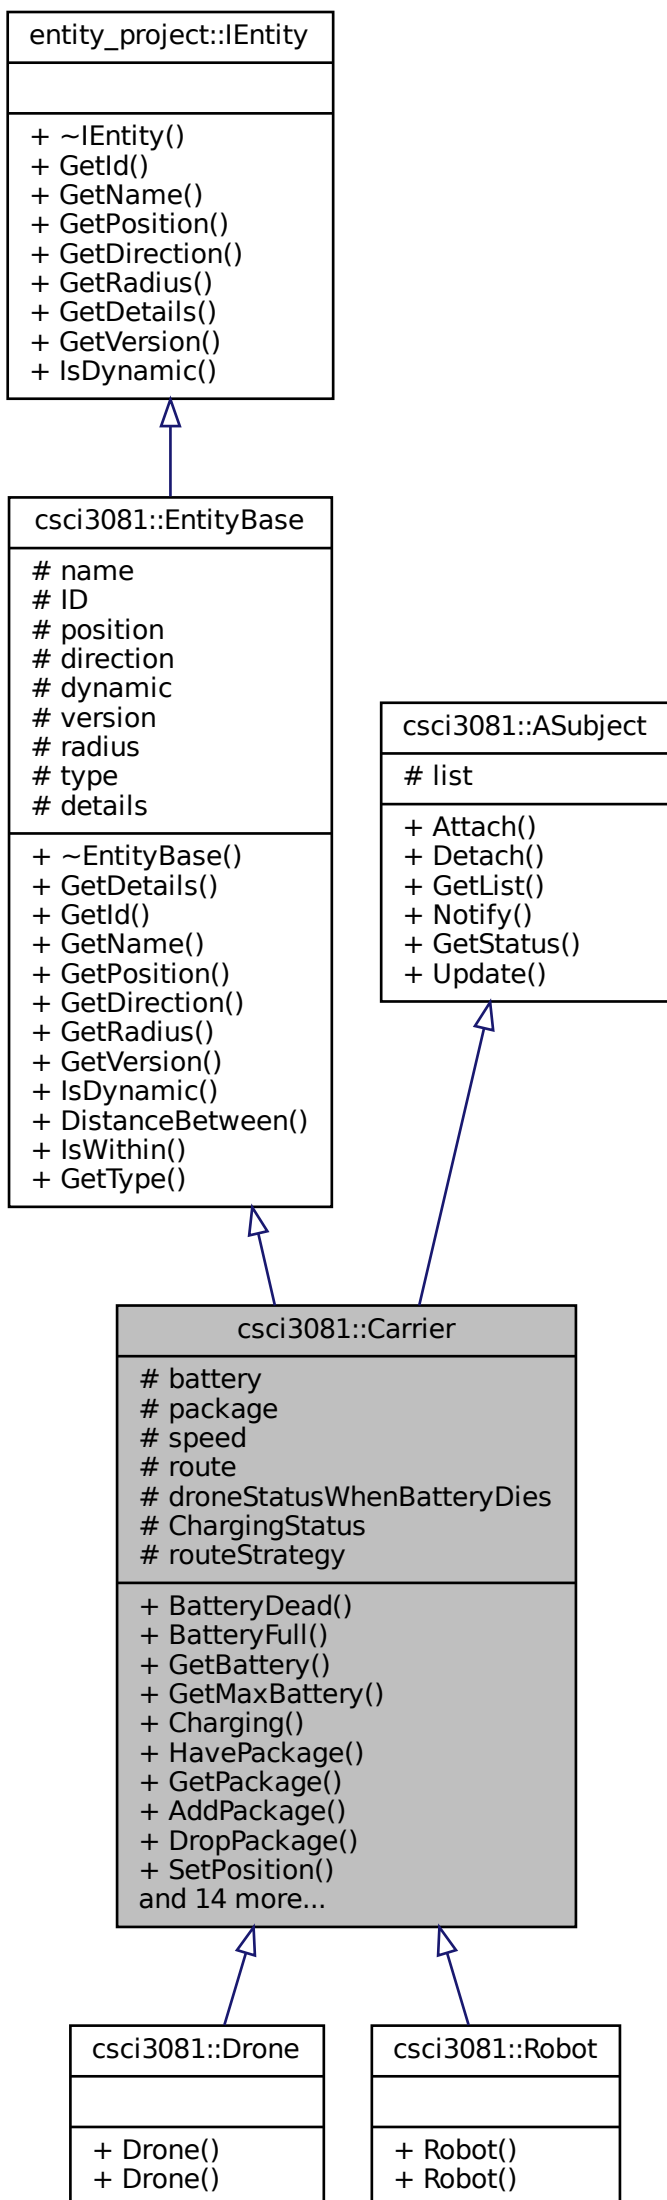 entity_project::IEntity
+ ~IEntity()
+ GetId()
+ GetName()
+ GetPosition()
+ GetDirection()
+ GetRadius()
+ GetDetails()
+ GetVersion()
+ IsDynamic()
csci3081::EntityBase
# name
# ID
# position
# direction
# dynamic
# version
# radius
# type
# details
+ ~EntityBase()
+ GetDetails()
+ GetId()
+ GetName()
+ GetPosition()
+ GetDirection()
+ GetRadius()
+ GetVersion()
+ IsDynamic()
+ DistanceBetween()
+ IsWithin()
+ GetType()
csci3081::ASubject
# list
+ Attach()
+ Detach()
+ GetList()
+ Notify()
+ GetStatus()
+ Update()
csci3081::Carrier
# battery
# package
# speed
# route
# droneStatusWhenBatteryDies
# ChargingStatus
# routeStrategy
+ BatteryDead()
+ BatteryFull()
+ GetBattery()
+ GetMaxBattery()
+ Charging()
+ HavePackage()
+ GetPackage()
+ AddPackage()
+ DropPackage()
+ SetPosition()
and 14 more...
csci3081::Drone
+ Drone()
+ Drone()
csci3081::Robot
+ Robot()
+ Robot()